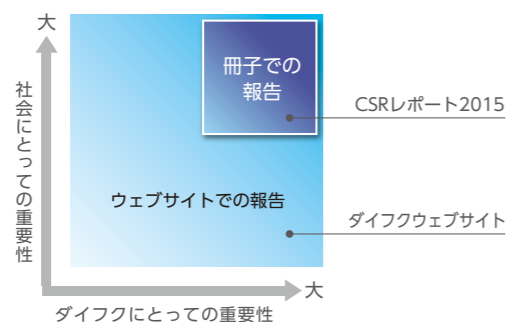 大
社会にとっての重要性
冊子での
報告
CSRレポート2015
ウェブサイトでの報告
ダイフクウェブサイト
大
ダイフクにとっての重要性